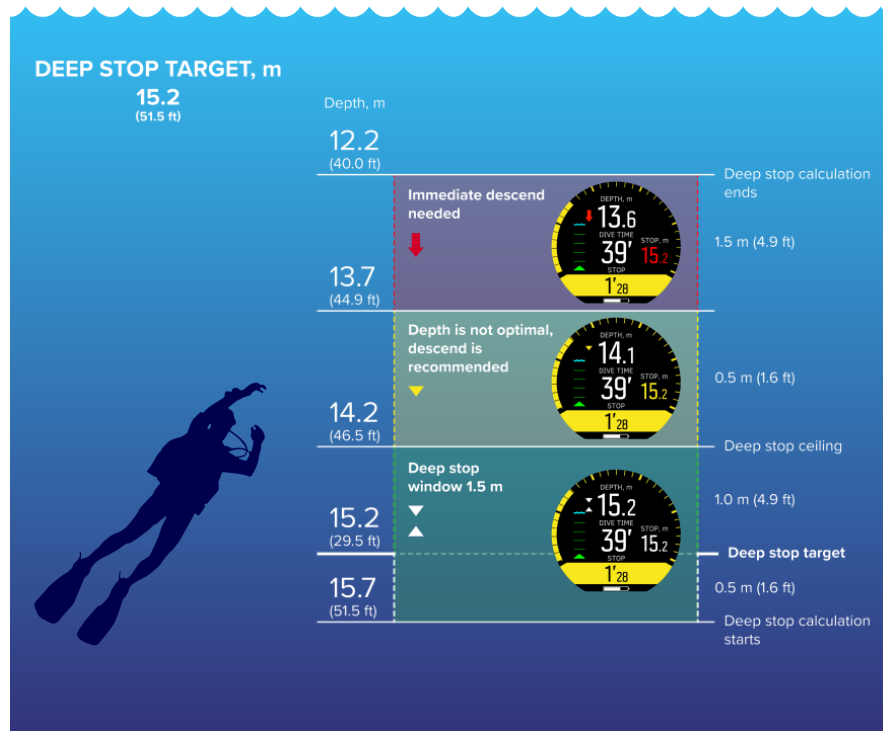 DEEP STOP TARGET, m
15.2
(51.5 ft)
Depth, m
12.2
(40.0 ft)
Deep stop calculation
ends
Immediate descend
needed
DEPTH, m
13.6
DIVE TIME
39'
STOP, m
15.2
STOP
1'28
1.5 m (4.9 ft)
13.7
(44.9 ft)
Depth is not optimal,
descend is
recommended
DEPTH, m
14.1
DIVE TIME
39'
STOP, m
15.2
STOP
1'28
0.5 m (1.6 ft)
14.2
(46.5 ft)
Deep stop ceiling
Deep stop
window 1.5 m
DEPTH, m
15.2
DIVE TIME
39'
STOP, m
15.2
STOP
1'28
1.0 m (4.9 ft)
15.2
(29.5 ft)
Deep stop target
15.7
(51.5 ft)
0.5 m (1.6 ft)
Deep stop calculation
starts